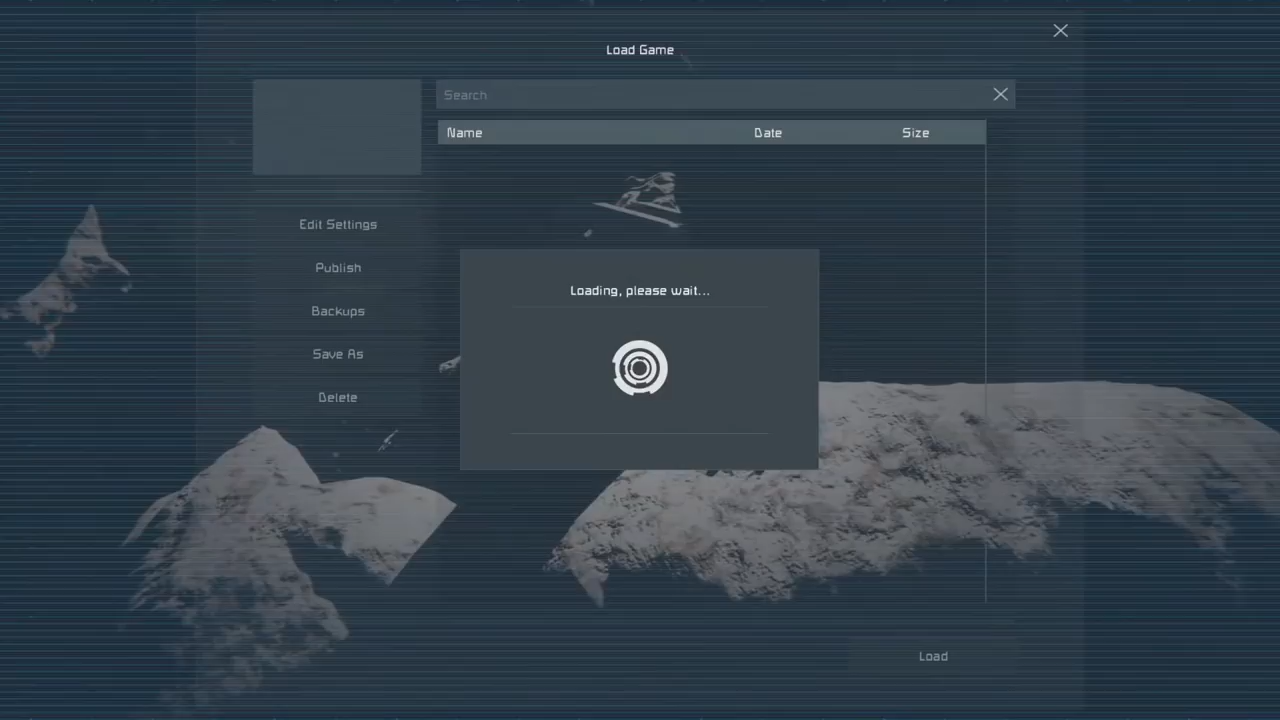 Load Game
Search
Name Date Size
Edit Settings
Publish
Backups
Save As
Delete
Loading, please wait...
Load